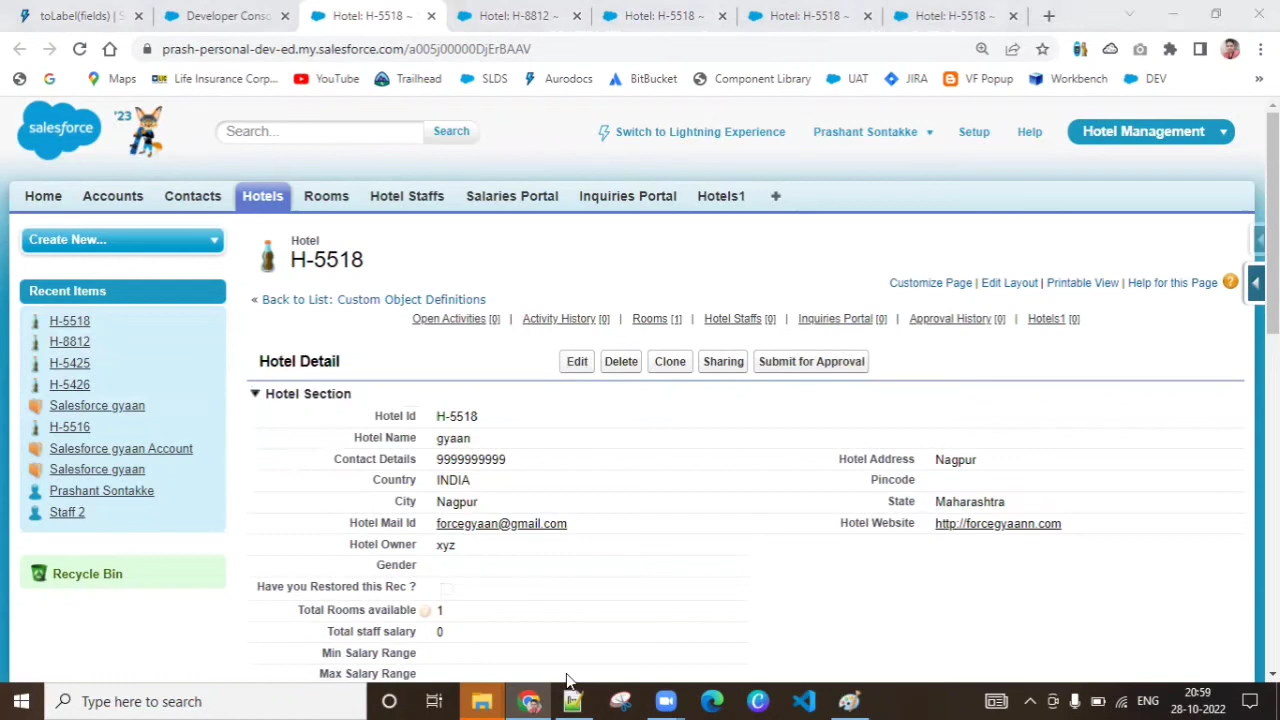 toLabel(fields) | S
Developer Conso
Hotel: H-5518 ~
Hotel: H-8812 ~
Hotel: H-5518 ~
Hotel: H-5518 ~
Hotel: H-5518 ~
prash-personal-dev-ed.my.salesforce.com/a005j00000DjErBAAV
Maps
Life Insurance Corp...
YouTube
Trailhead
SLDS
Aurodocs
BitBucket
Component Library
UAT
JIRA
VF Popup
Workbench
DEV
»
salesforce
'23
Search...
Search
Switch to Lightning Experience
Prashant Sontakke
Setup
Help
Hotel Management
Home
Accounts
Contacts
Hotels
Rooms
Hotel Staffs
Salaries Portal
Inquiries Portal
Hotels1
+
Create New...
Recent Items
H-5518
H-8812
H-5425
H-5426
Salesforce gyaan
H-5516
Salesforce gyaan Account
Salesforce gyaan
Prashant Sontakke
Staff 2
Recycle Bin
Hotel
H-5518
Customize Page | Edit Layout | Printable View | Help for this Page ?
« Back to List: Custom Object Definitions
Open Activities [0] | Activity History [0] | Rooms [1] | Hotel Staffs [0] | Inquiries Portal [0] | Approval History [0] | Hotels1 [0]
Hotel Detail
Edit
Delete
Clone
Sharing
Submit for Approval
Hotel Section
Hotel Id H-5518
Hotel Name gyaan
Contact Details 9999999999
Hotel Address Nagpur
Country INDIA
Pincode
City Nagpur
State Maharashtra
Hotel Mail Id forcegyaan@gmail.com
Hotel Website http://forcegyaann.com
Hotel Owner xyz
Gender
Have you Restored this Rec ?
Total Rooms available 1
Total staff salary 0
Min Salary Range
Max Salary Range
Type here to search
ENG
20:59
28-10-2022